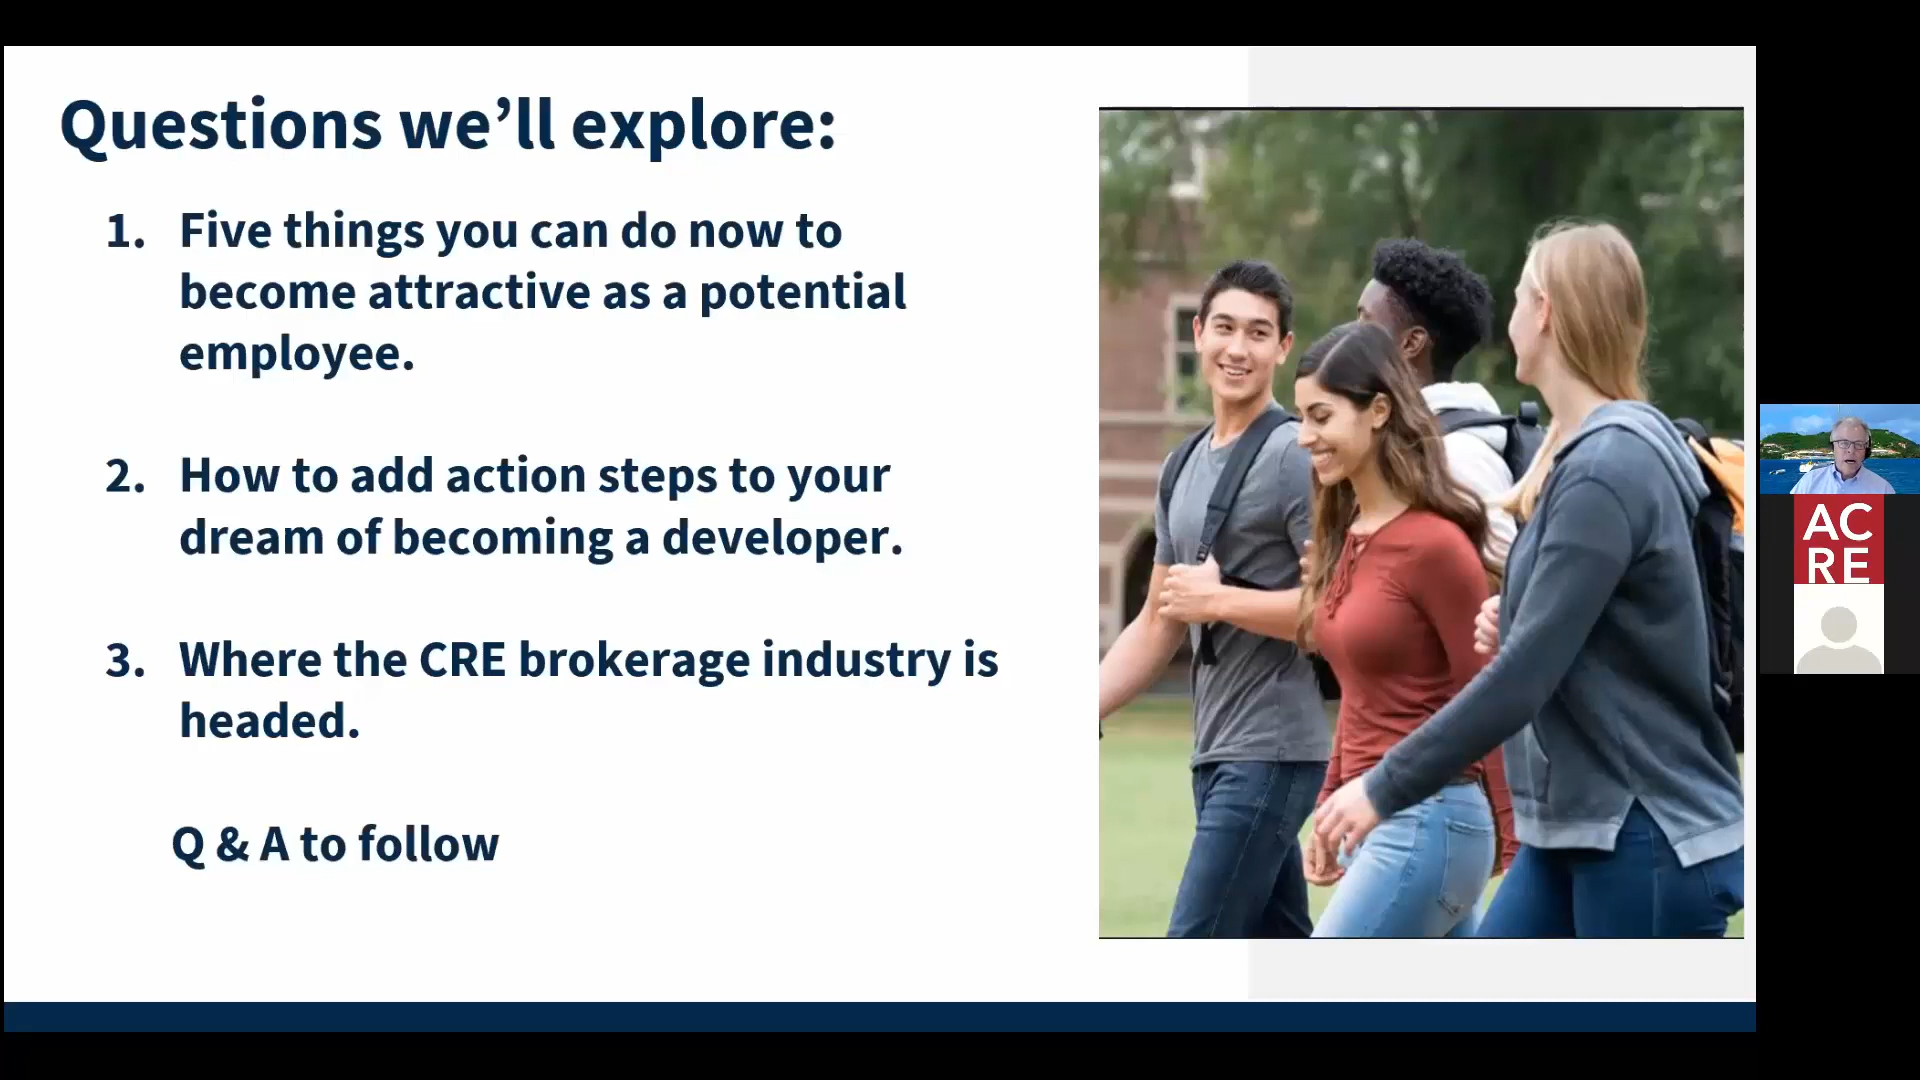 Questions we’ll explore:
1. Five things you can do now to
become attractive as a potential
employee.
2. How to add action steps to your
dream of becoming a developer.
3. Where the CRE brokerage industry is
headed.
Q & A to follow
AC
RE